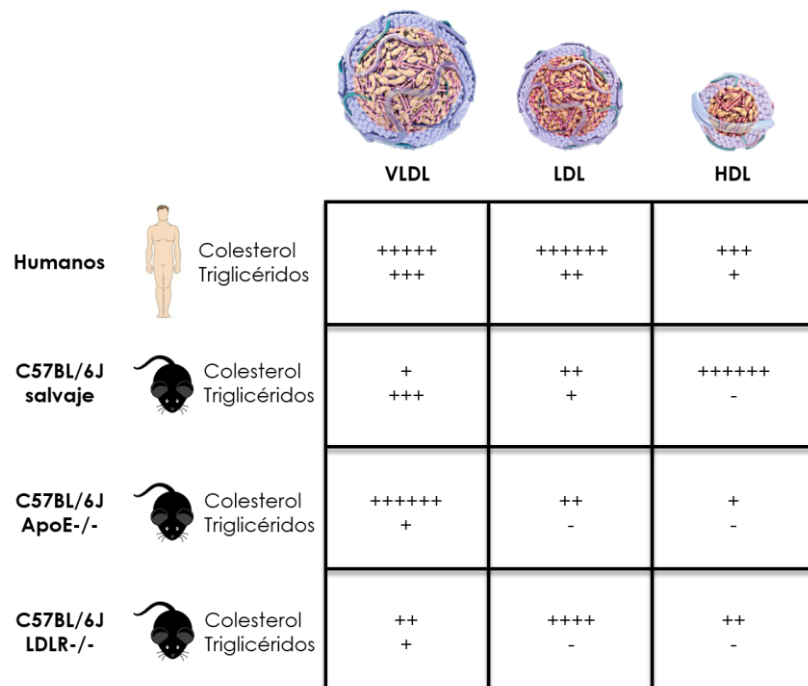 VLDL LDL HDL
Humanos Colesterol +++++ ++++++ +++
Triglicéridos +++ ++ +
C57BL/6J Colesterol + ++ ++++++
salvaje Triglicéridos +++ + -
C57BL/6J Colesterol ++++++ ++ +
ApoE-/- Triglicéridos + - -
C57BL/6J Colesterol ++ ++++ ++
LDLR-/- Triglicéridos + - -